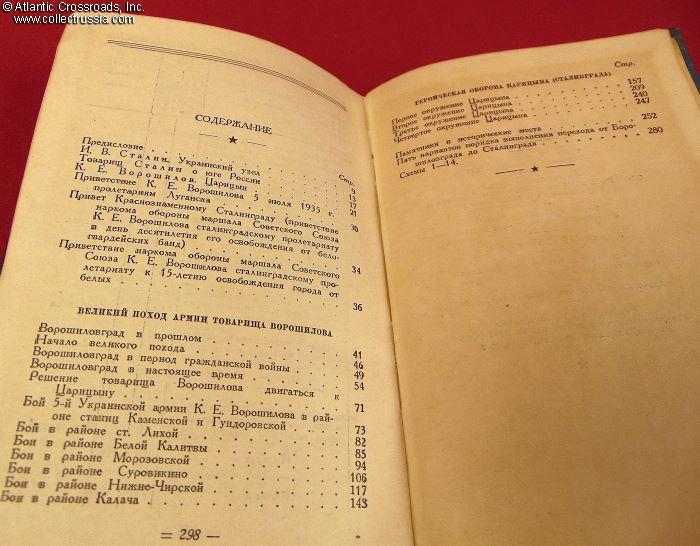 © Atlantic Crossroads, Inc.
www.collectrussia.com
СОДЕРЖАНИЕ
Стр.
Предисловие 5
И. В. Сталин, Украинский узел 13
Товарищ Сталин о юге России 17
К. Е. Ворошилов, Царицын 21
Приветствие К. Е. Ворошилова 5 июля 1935 г.
пролетариям Луганска 30
Привет Краснознаменному Сталинграду (приветствие
наркома обороны маршала Советского Союза
К. Е. Ворошилова сталинградскому пролетариату
в день десятилетия его освобождения от бело-
гвардейских банд) 34
Приветствие наркома обороны маршала Советского
Союза К. Е. Ворошилова сталинградскому про-
летариату к 15-летию освобождения города от
белых 36
ВЕЛИКИЙ ПОХОД АРМИИ ТОВАРИЩА ВОРОШИЛОВА
Ворошиловград в прошлом 41
Начало великого похода 46
Ворошиловград в период гражданской войны 49
Ворошиловград в настоящее время 54
Решение товарища Ворошилова двигаться к
Царицыну 71
Бой 5-й Украинской армии К. Е. Ворошилова в рай-
оне станиц Каменской и Гундоровской 73
Бой в районе ст. Лихой 82
Бои в районе Белой Калитвы 85
Бои в районе Морозовской 94
Бои в районе Суровикино 106
Бои в районе Нижне-Чирской 117
Бои в районе Калача 143
= 298 —
Стр.
ГЕРОИЧЕСКАЯ ОБОРОНА ЦАРИЦЫНА (СТАЛИНГРАДА)
Первое окружение Царицына 157
Второе окружение Царицына 209
Третье окружение Царицына 240
Четвертое окружение Царицына 247
Памятники и исторические места 252
Пять вариантов порядка выполнения перехода от Воро-
шиловграда до Сталинграда 280
Схемы 1—14.